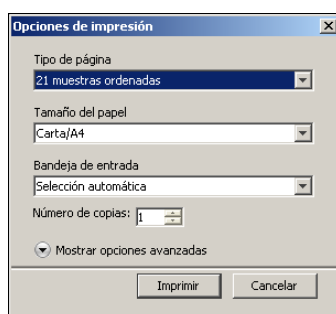 Opciones de impresión
Tipo de página
21 muestras ordenadas
Tamaño del papel
Carta/A4
Bandeja de entrada
Selección automática
Número de copias: 1
Mostrar opciones avanzadas
Imprimir Cancelar